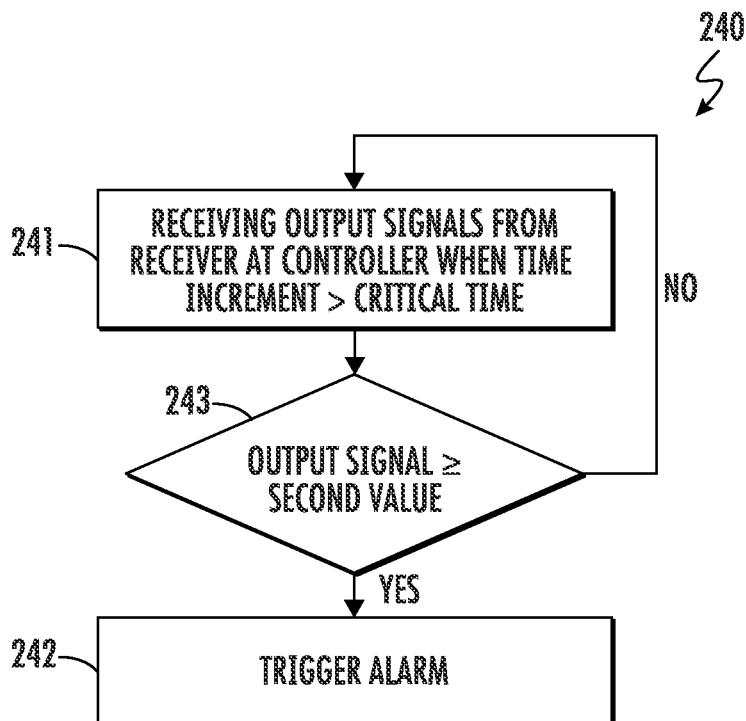 240
241
RECEIVING OUTPUT SIGNALS FROM
RECEIVER AT CONTROLLER WHEN TIME
INCREMENT > CRITICAL TIME
NO
243
OUTPUT SIGNAL ≥
SECOND VALUE
YES
242
TRIGGER ALARM